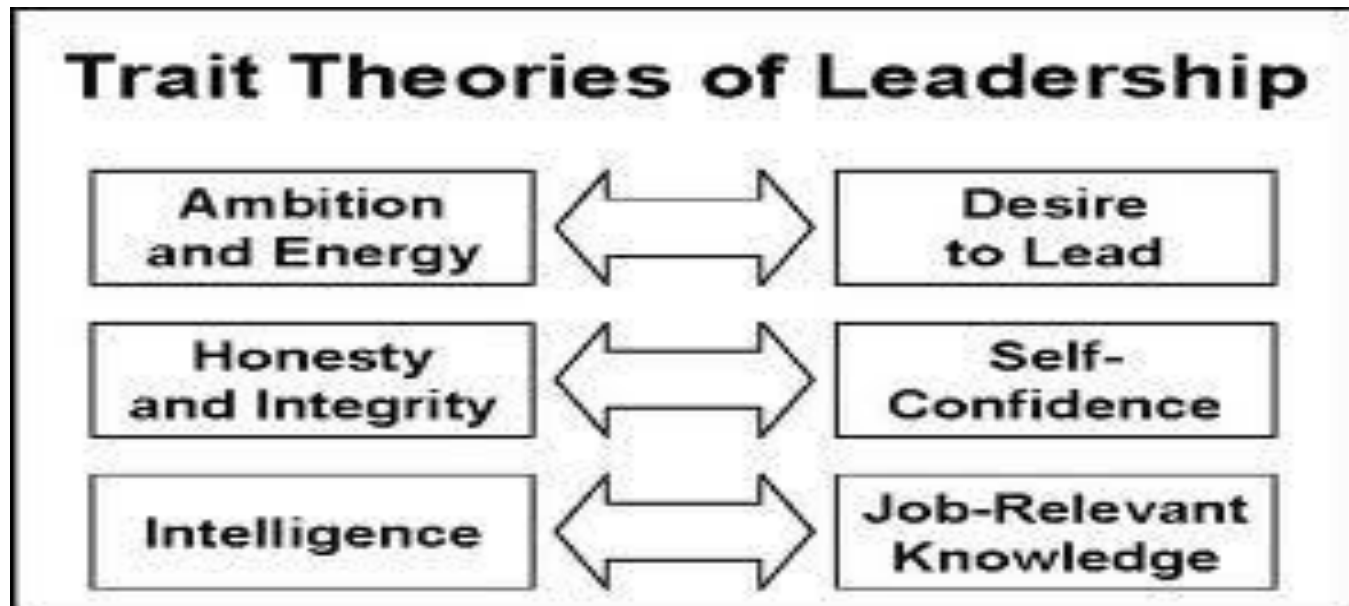 Trait Theories of Leadership
Ambition
and Energy
Desire
to Lead
Honesty
and Integrity
Self-
Confidence
Intelligence
Job-Relevant
Knowledge